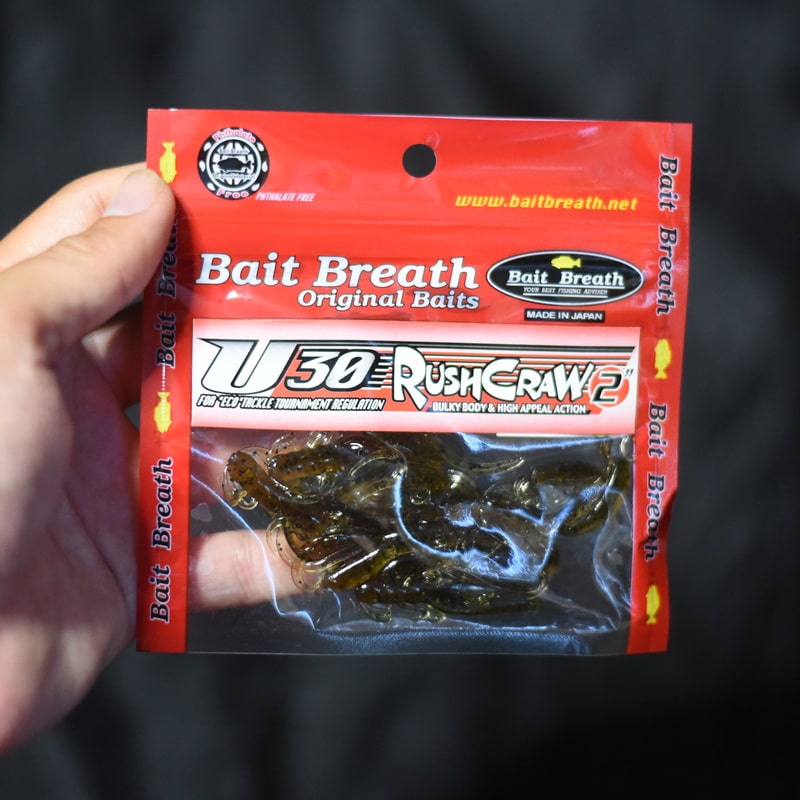 Phthalate
Free
PHTHALATE FREE
www.baitbreath.net
Bait Breath
Original Baits
Bait Breath
YOUR BEST FISHING ADVISER
MADE IN JAPAN
U30 RUSHCRAW 2"
FOR "ECO" TACKLE TOURNAMENT REGULATION
BULKY BODY & HIGH APPEAL ACTION
Bait Breath
Bait Breath
Bait Breath
Bait Breath